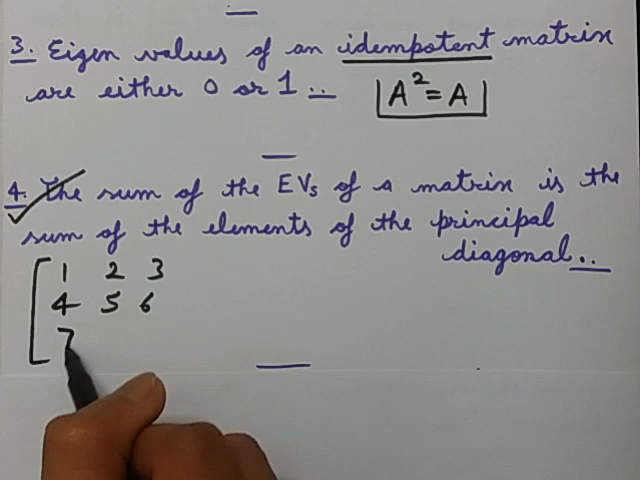 3. Eigen values of an idempotent matrix
are either 0 or 1.. A² = A
4. The sum of the EVs of a matrix is the
sum of the elements of the principal
diagonal..
1 2 3
4 5 6
7